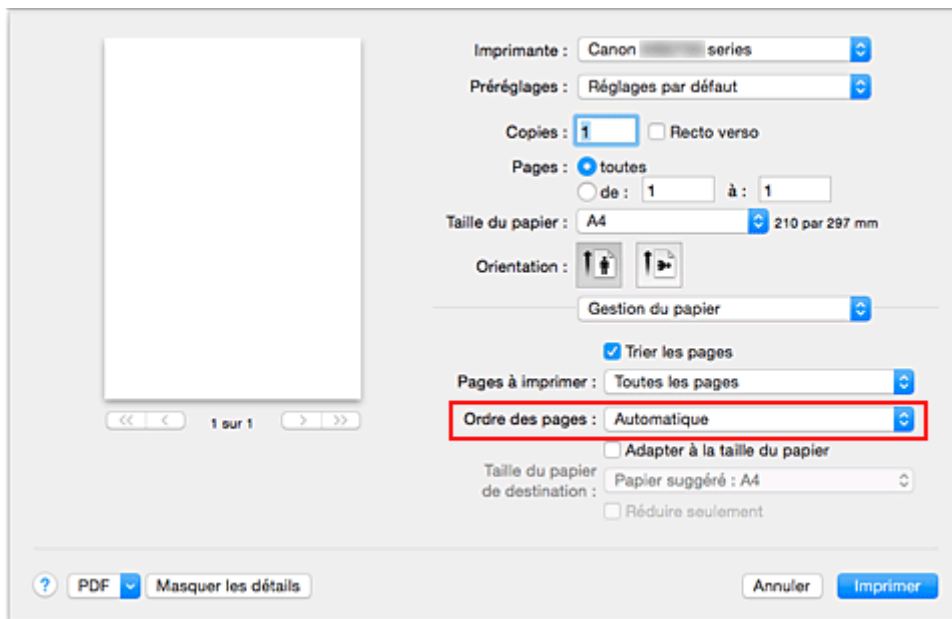 Imprimante : Canon series
Préréglages : Réglages par défaut
Copies : 1 Recto verso
Pages : toutes
de : 1 à : 1
Taille du papier : A4 210 par 297 mm
Orientation :
Gestion du papier
Trier les pages
Pages à imprimer : Toutes les pages
Ordre des pages : Automatique
Adapter à la taille du papier
Taille du papier
de destination : Papier suggéré : A4
Réduire seulement
<< < 1 sur 1 > >>
? PDF Masquer les détails Annuler Imprimer